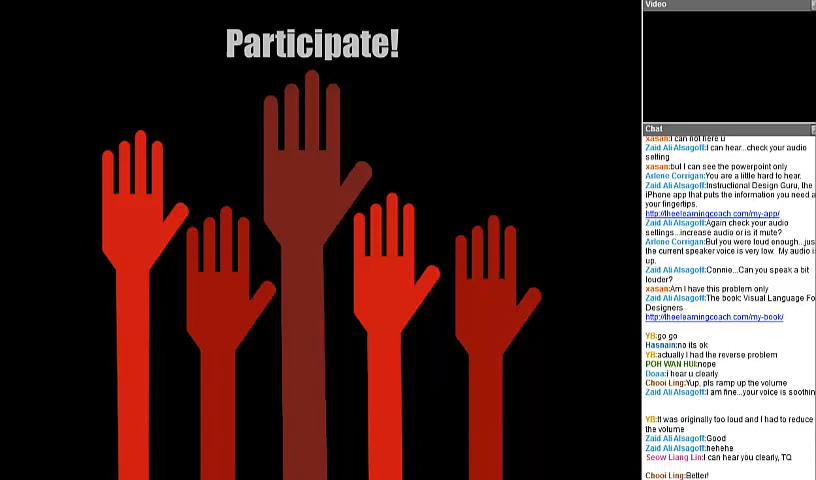 Participate!
Video
Chat
xasan:I can not here u
Zaid Ali Alsagoff:I can hear...check your audio
setting
xasan:but I can see the powerpoint only
Arlene Corrigan:You are a little hard to hear.
Zaid Ali Alsagoff:Instructional Design Guru, the
iPhone app that puts the information you need a
your fingertips.
http://theelearningcoach.com/my-app/
Zaid Ali Alsagoff:Again check your audio
settings...increase audio or is it mute?
Arlene Corrigan:But you were loud enough...jus
the current speaker voice is very low. My audio is
up.
Zaid Ali Alsagoff:Connie...Can you speak a bit
louder?
xasan:Am I have this problem only
Zaid Ali Alsagoff:The book: Visual Language Fo
Designers
http://theelearningcoach.com/my-book/
YB:go go
Hasnain:no its ok
YB:actually I had the reverse problem
POH WAN HUI:nope
Doaa:i hear u clearly
Chooi Ling:Yup, pls ramp up the volume
Zaid Ali Alsagoff:I am fine...your voice is soothin
YB:It was originally too loud and I had to reduce
the volume
Zaid Ali Alsagoff:Good
Zaid Ali Alsagoff:hehehe
Seow Liang Lin:I can hear you clearly, TQ
Chooi Ling:Better!